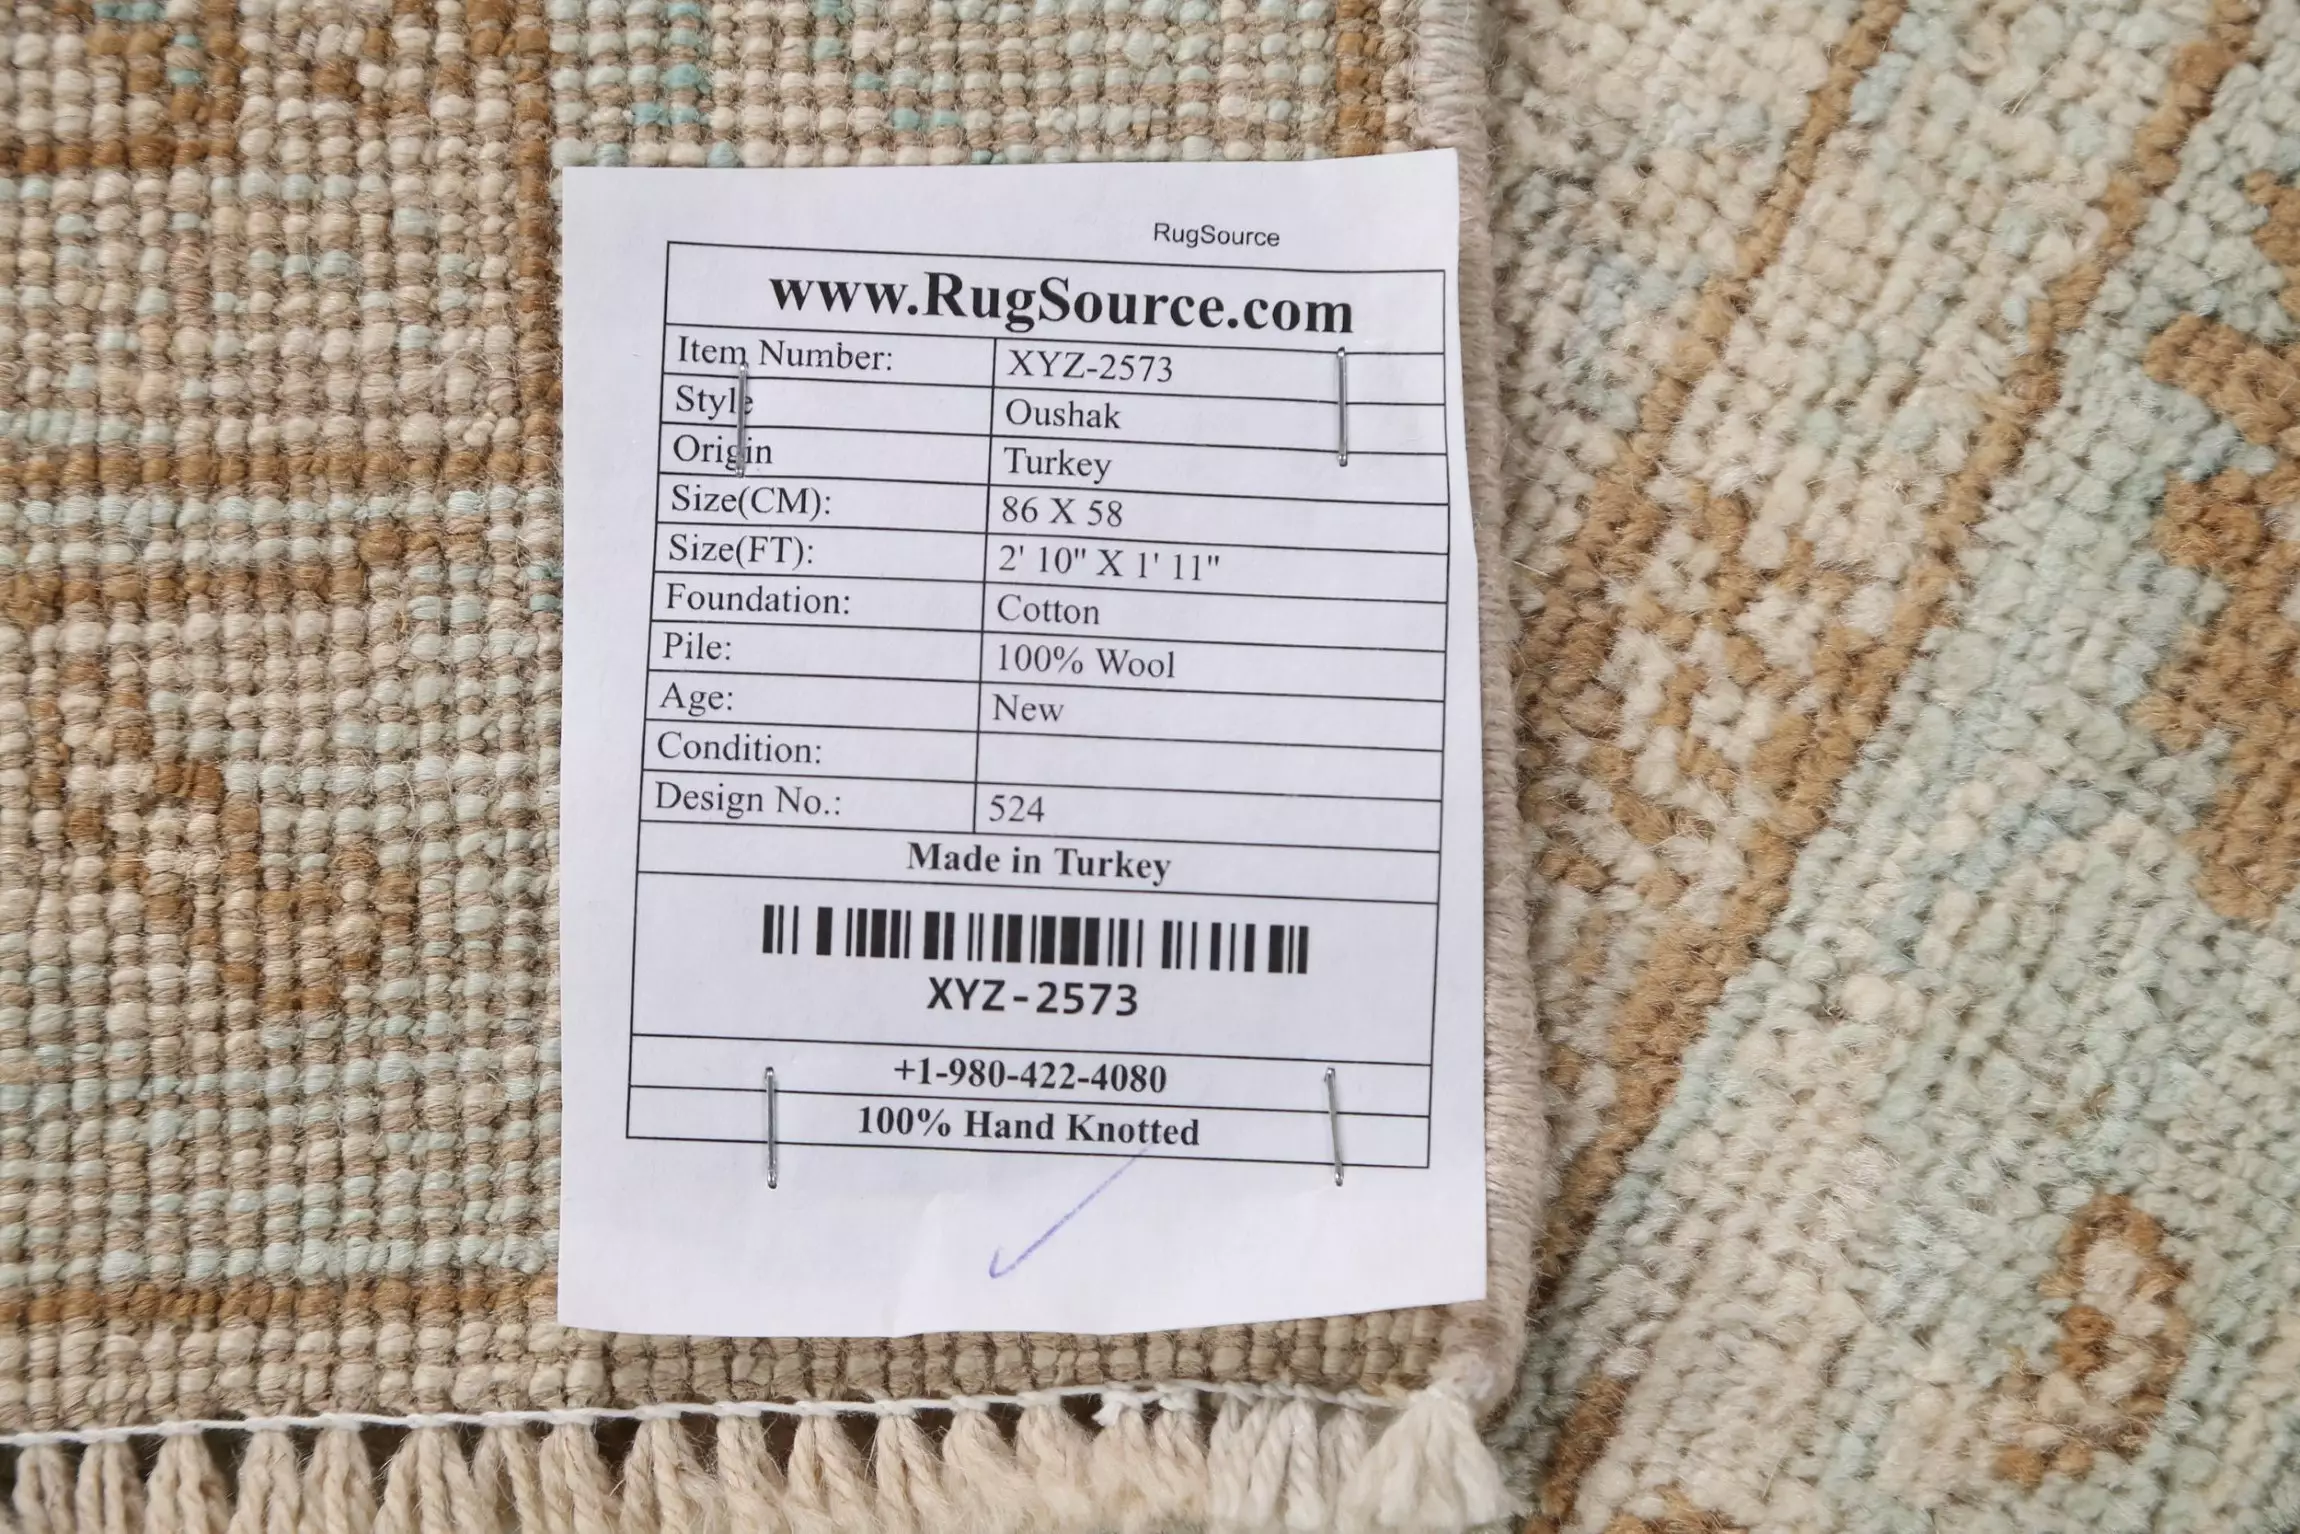 RugSource
www.RugSource.com
Item Number: XYZ-2573
Style Oushak
Origin Turkey
Size(CM): 86 X 58
Size(FT): 2' 10" X 1' 11"
Foundation: Cotton
Pile: 100% Wool
Age: New
Condition:
Design No.: 524
Made in Turkey
XYZ-2573
+1-980-422-4080
100% Hand Knotted